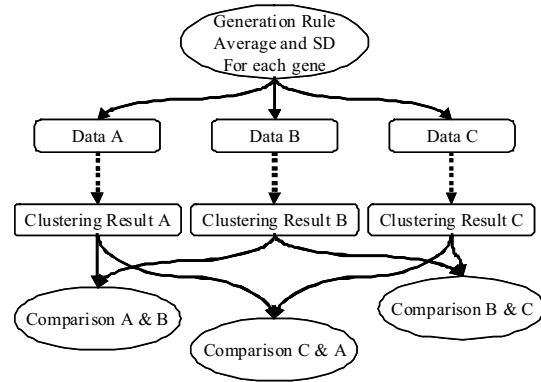 Generation Rule
Average and SD
For each gene
Data A
Data B
Data C
Clustering Result A
Clustering Result B
Clustering Result C
Comparison A & B
Comparison C & A
Comparison B & C